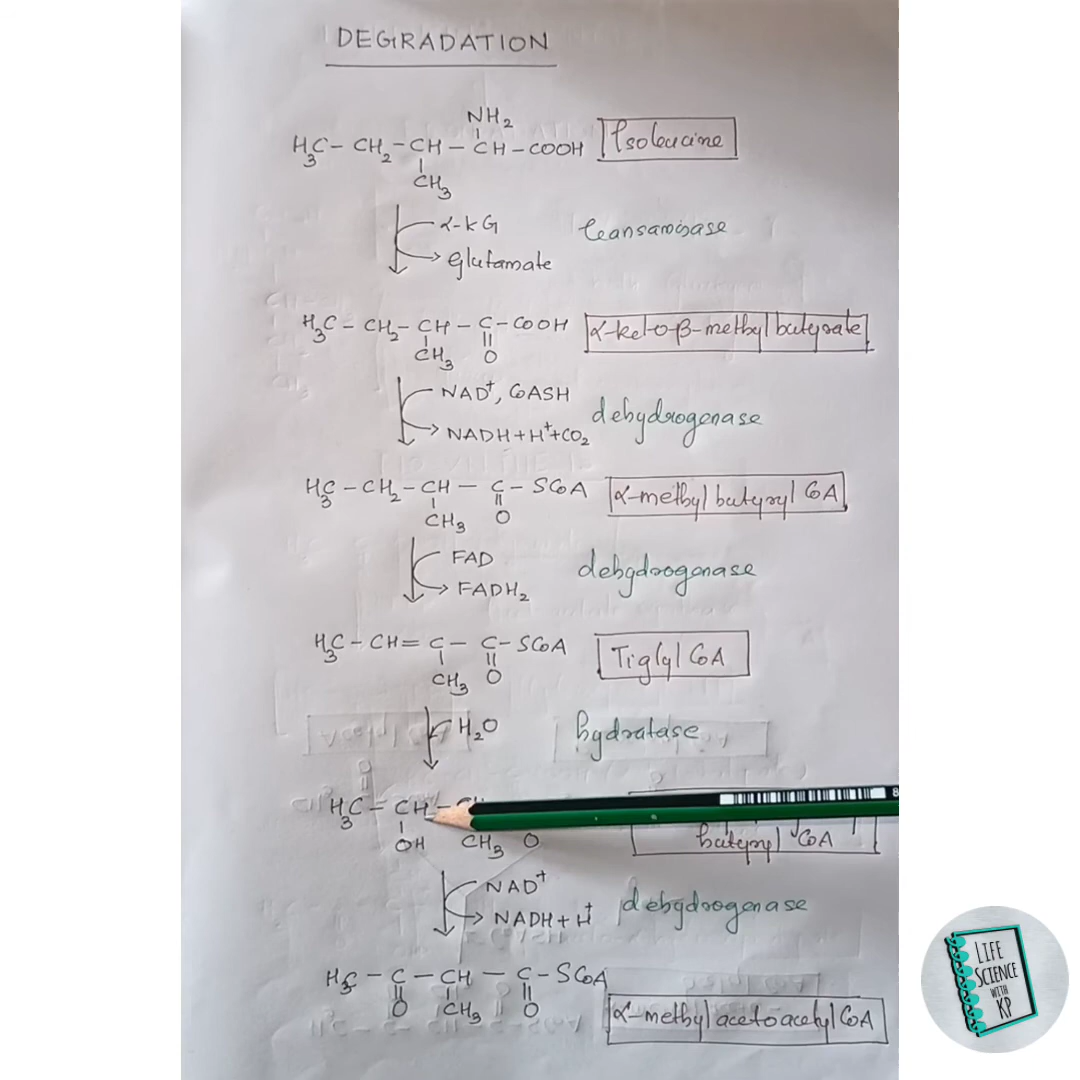 DEGRADATION
NH2
H3C - CH2 - CH - CH - COOH Isoleucine
CH3
α-KG transaminase
glutamate
H3C - CH2 - CH - C - COOH α-keto-β-methyl butyrate
CH3 O
NAD+, CoASH dehydrogenase
NADH + H+ + CO2
H3C - CH2 - CH - C - SCoA α-methyl butyryl CoA
CH3 O
FAD dehydrogenase
FADH2
H3C - CH = C - C - SCoA Tiglyl CoA
CH3 O
H2O hydratase
H3C - CH -
OH CH3 O butyryl CoA
NAD+
NADH + H+ dehydrogenase
H3C - C - CH - C - SCoA
O CH3 O α-methyl acetoacetyl CoA
LIFE
SCIENCE
WITH
KP
8